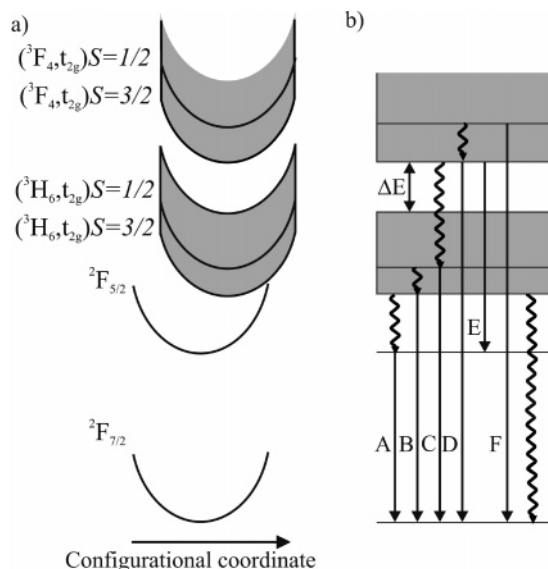 a)
(³F₄,t₂g)S=1/2
(³F₄,t₂g)S=3/2
(³H₆,t₂g)S=1/2
(³H₆,t₂g)S=3/2
²F₅/₂
²F₇/₂
Configurational coordinate
b)
ΔE
E
A B C D F